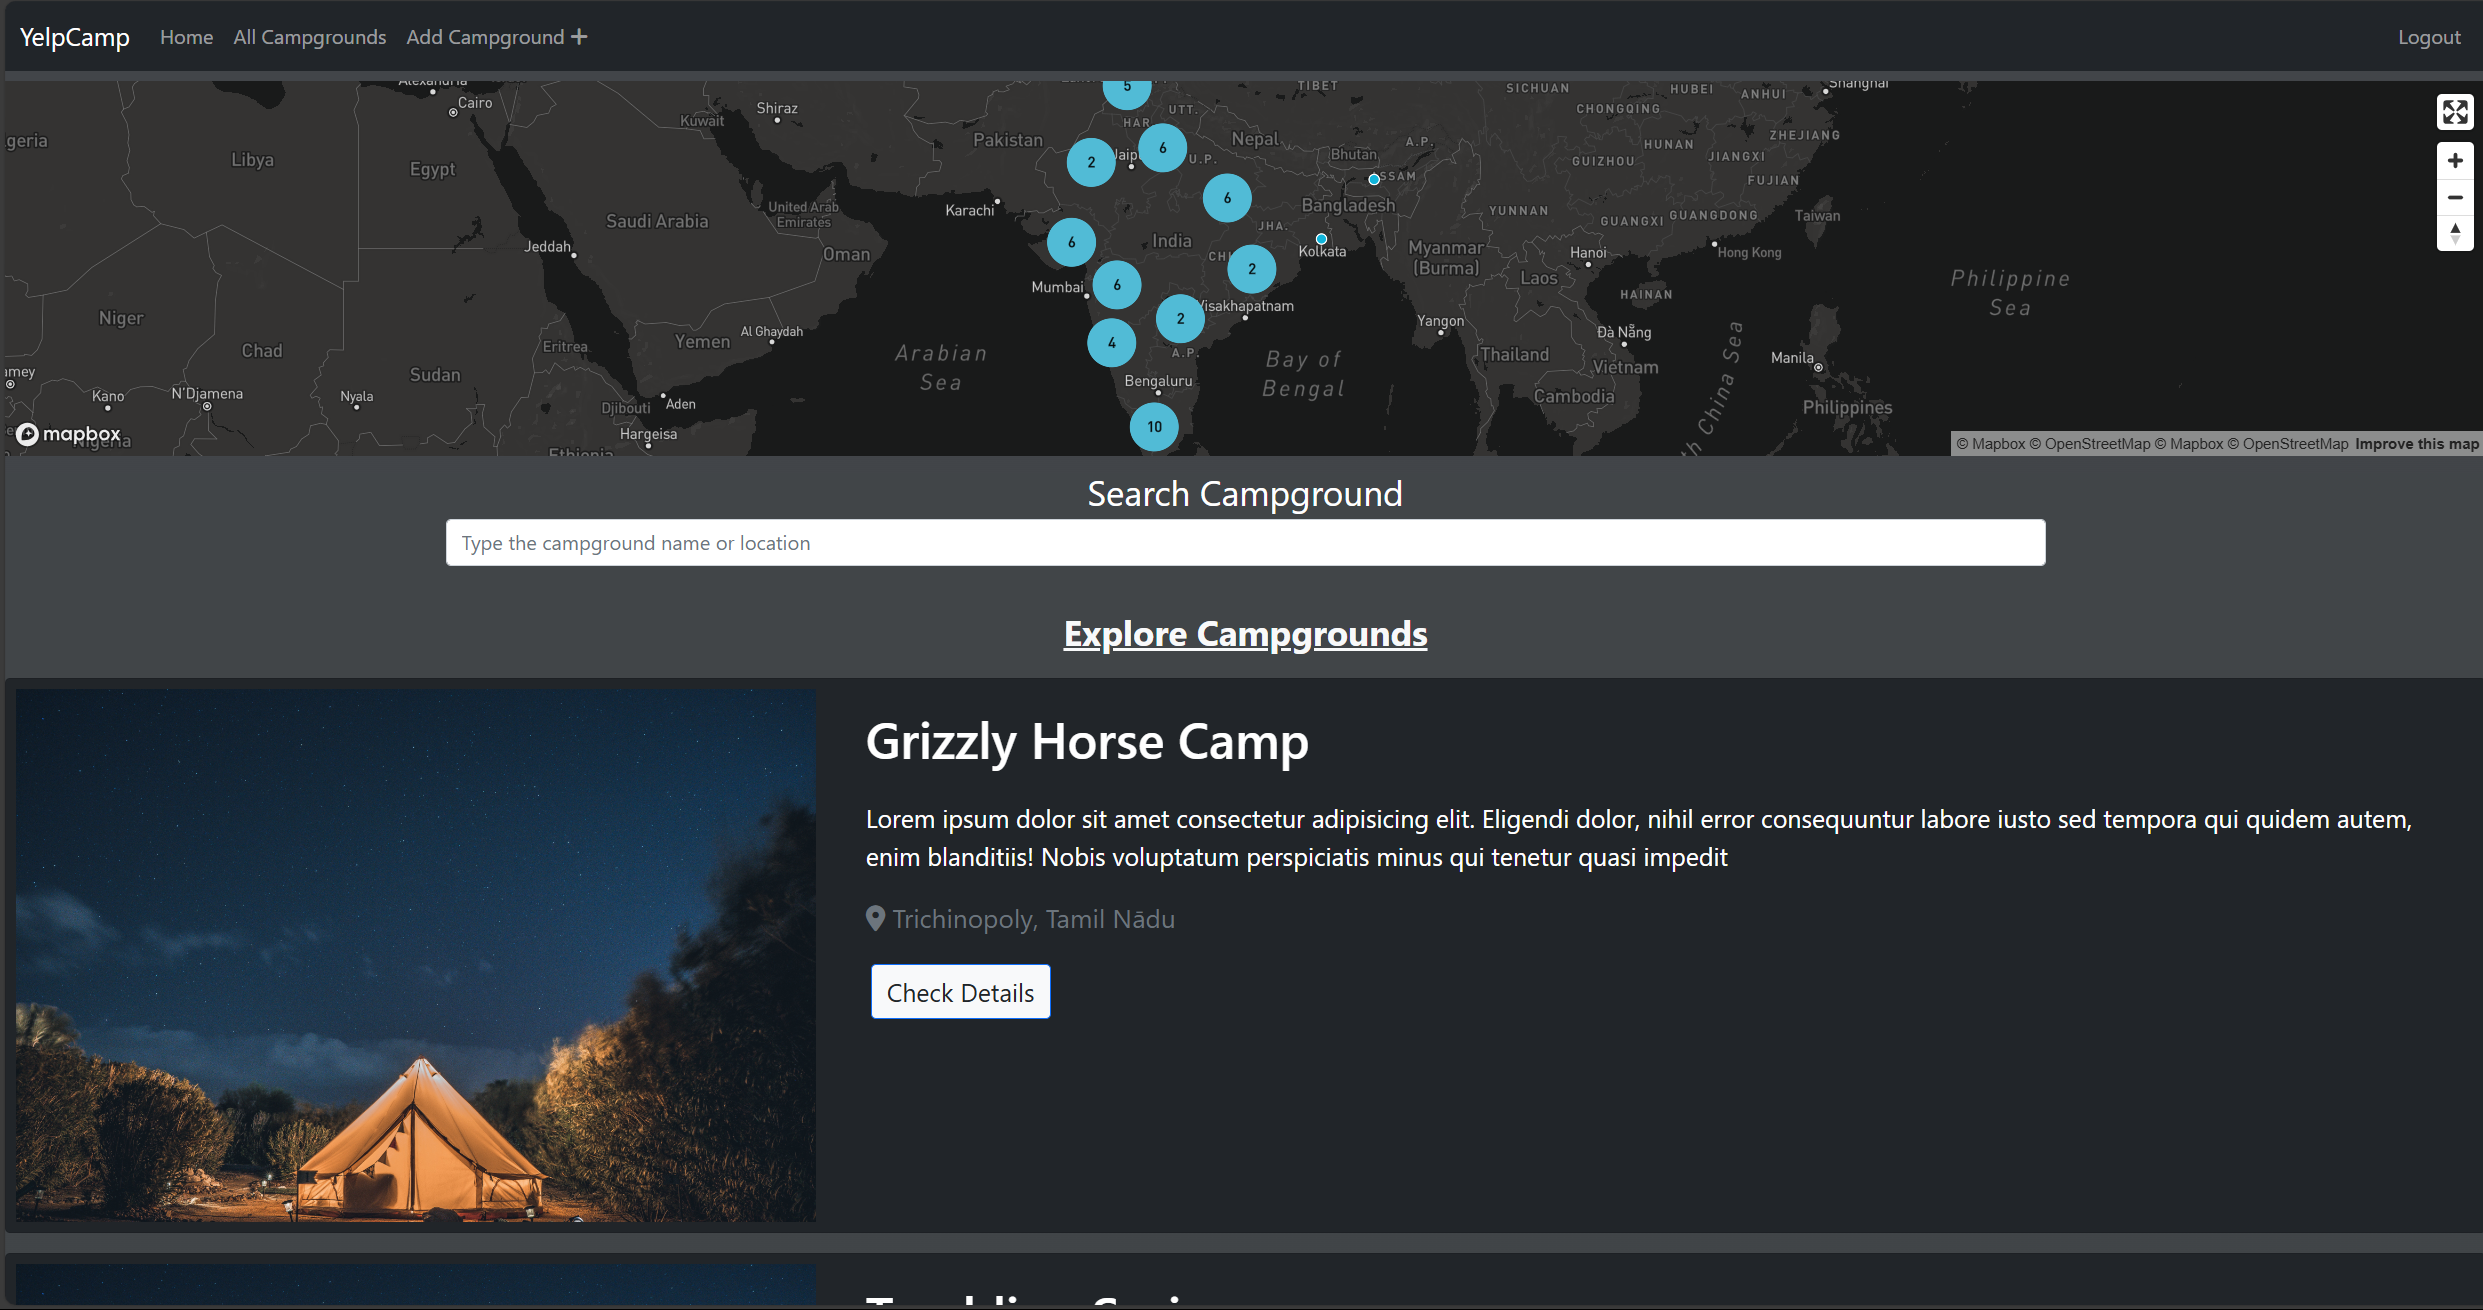 YelpCamp Home All Campgrounds Add Campground + Logout
5
Cairo
Shiraz
Kuwait
Pakistan
HAR.
UTT.
TIBET
SICHUAN
HUBEI
ANHUI
Shanghai
CHONGQING
ZHEJIANG
Libya
Egypt
2
6
U.P.
Nepal
Bhutan
A.P.
HUNAN
JIANGXI
GUIZHOU
FUJIAN
Saudi Arabia
United Arab
Emirates
Oman
Karachi
6
Bangladesh
YUNNAN
GUANGXI
GUANGDONG
Taiwan
Jeddah
6
India
JHA.
Kolkata
Myanmar
(Burma)
Hanoi
Hong Kong
Laos
HAINAN
Philippine
Sea
Mumbai
6
2
Niger
Chad
Sudan
Eritrea
Yemen
Al Ghaydah
Arabian
Sea
4
2
A.P.
Bay of
Bengal
Yangon
Thailand
Đà Nẵng
Vietnam
Cambodia
Manila
Philippines
Kano
N'Djamena
Nyala
Djibouti
Aden
Hargeisa
Bengaluru
10
mapbox
© Mapbox © OpenStreetMap © Mapbox © OpenStreetMap Improve this map
Search Campground
Type the campground name or location
Explore Campgrounds
Grizzly Horse Camp
Lorem ipsum dolor sit amet consectetur adipisicing elit. Eligendi dolor, nihil error consequuntur labore iusto sed tempora qui quidem autem,
enim blanditiis! Nobis voluptatum perspiciatis minus qui tenetur quasi impedit
Trichinopoly, Tamil Nādu
Check Details